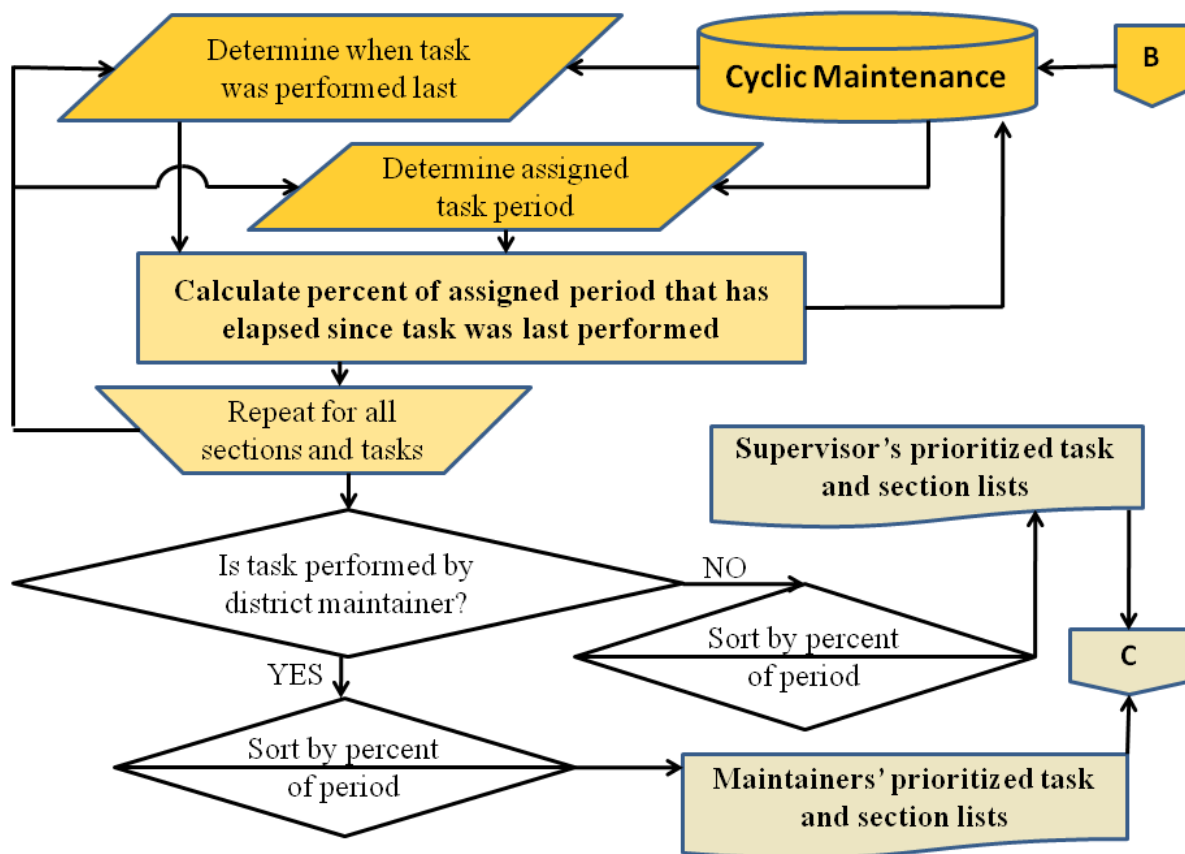 Determine when task
was performed last
Cyclic Maintenance
B
Determine assigned
task period
Calculate percent of assigned period that has
elapsed since task was last performed
Repeat for all
sections and tasks
Supervisor’s prioritized task
and section lists
Is task performed by
district maintainer?
NO
Sort by percent
of period
C
YES
Sort by percent
of period
Maintainers’ prioritized task
and section lists